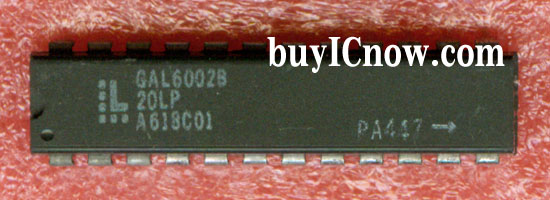 buyICnow.com
GAL6002B
20LP
A618C01
PA447 →